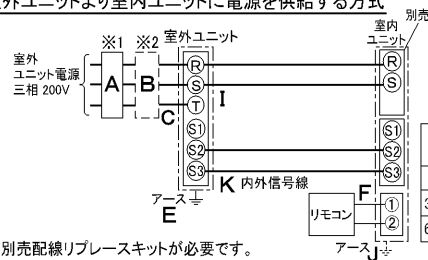 外ユニットより室内ユニットに電源を供給する方式
※1 ※2 室外ユニット
室内
ユニット
別売
室外
ユニット電源
三相 200V
A
B
C
R
S
T
S1
S2
S3
I
R
S
S1
S2
S3
K 内外信号線
アース
E
F
リモコン
①
②
アース
J
3
6
別売配線リプレースキットが必要です。